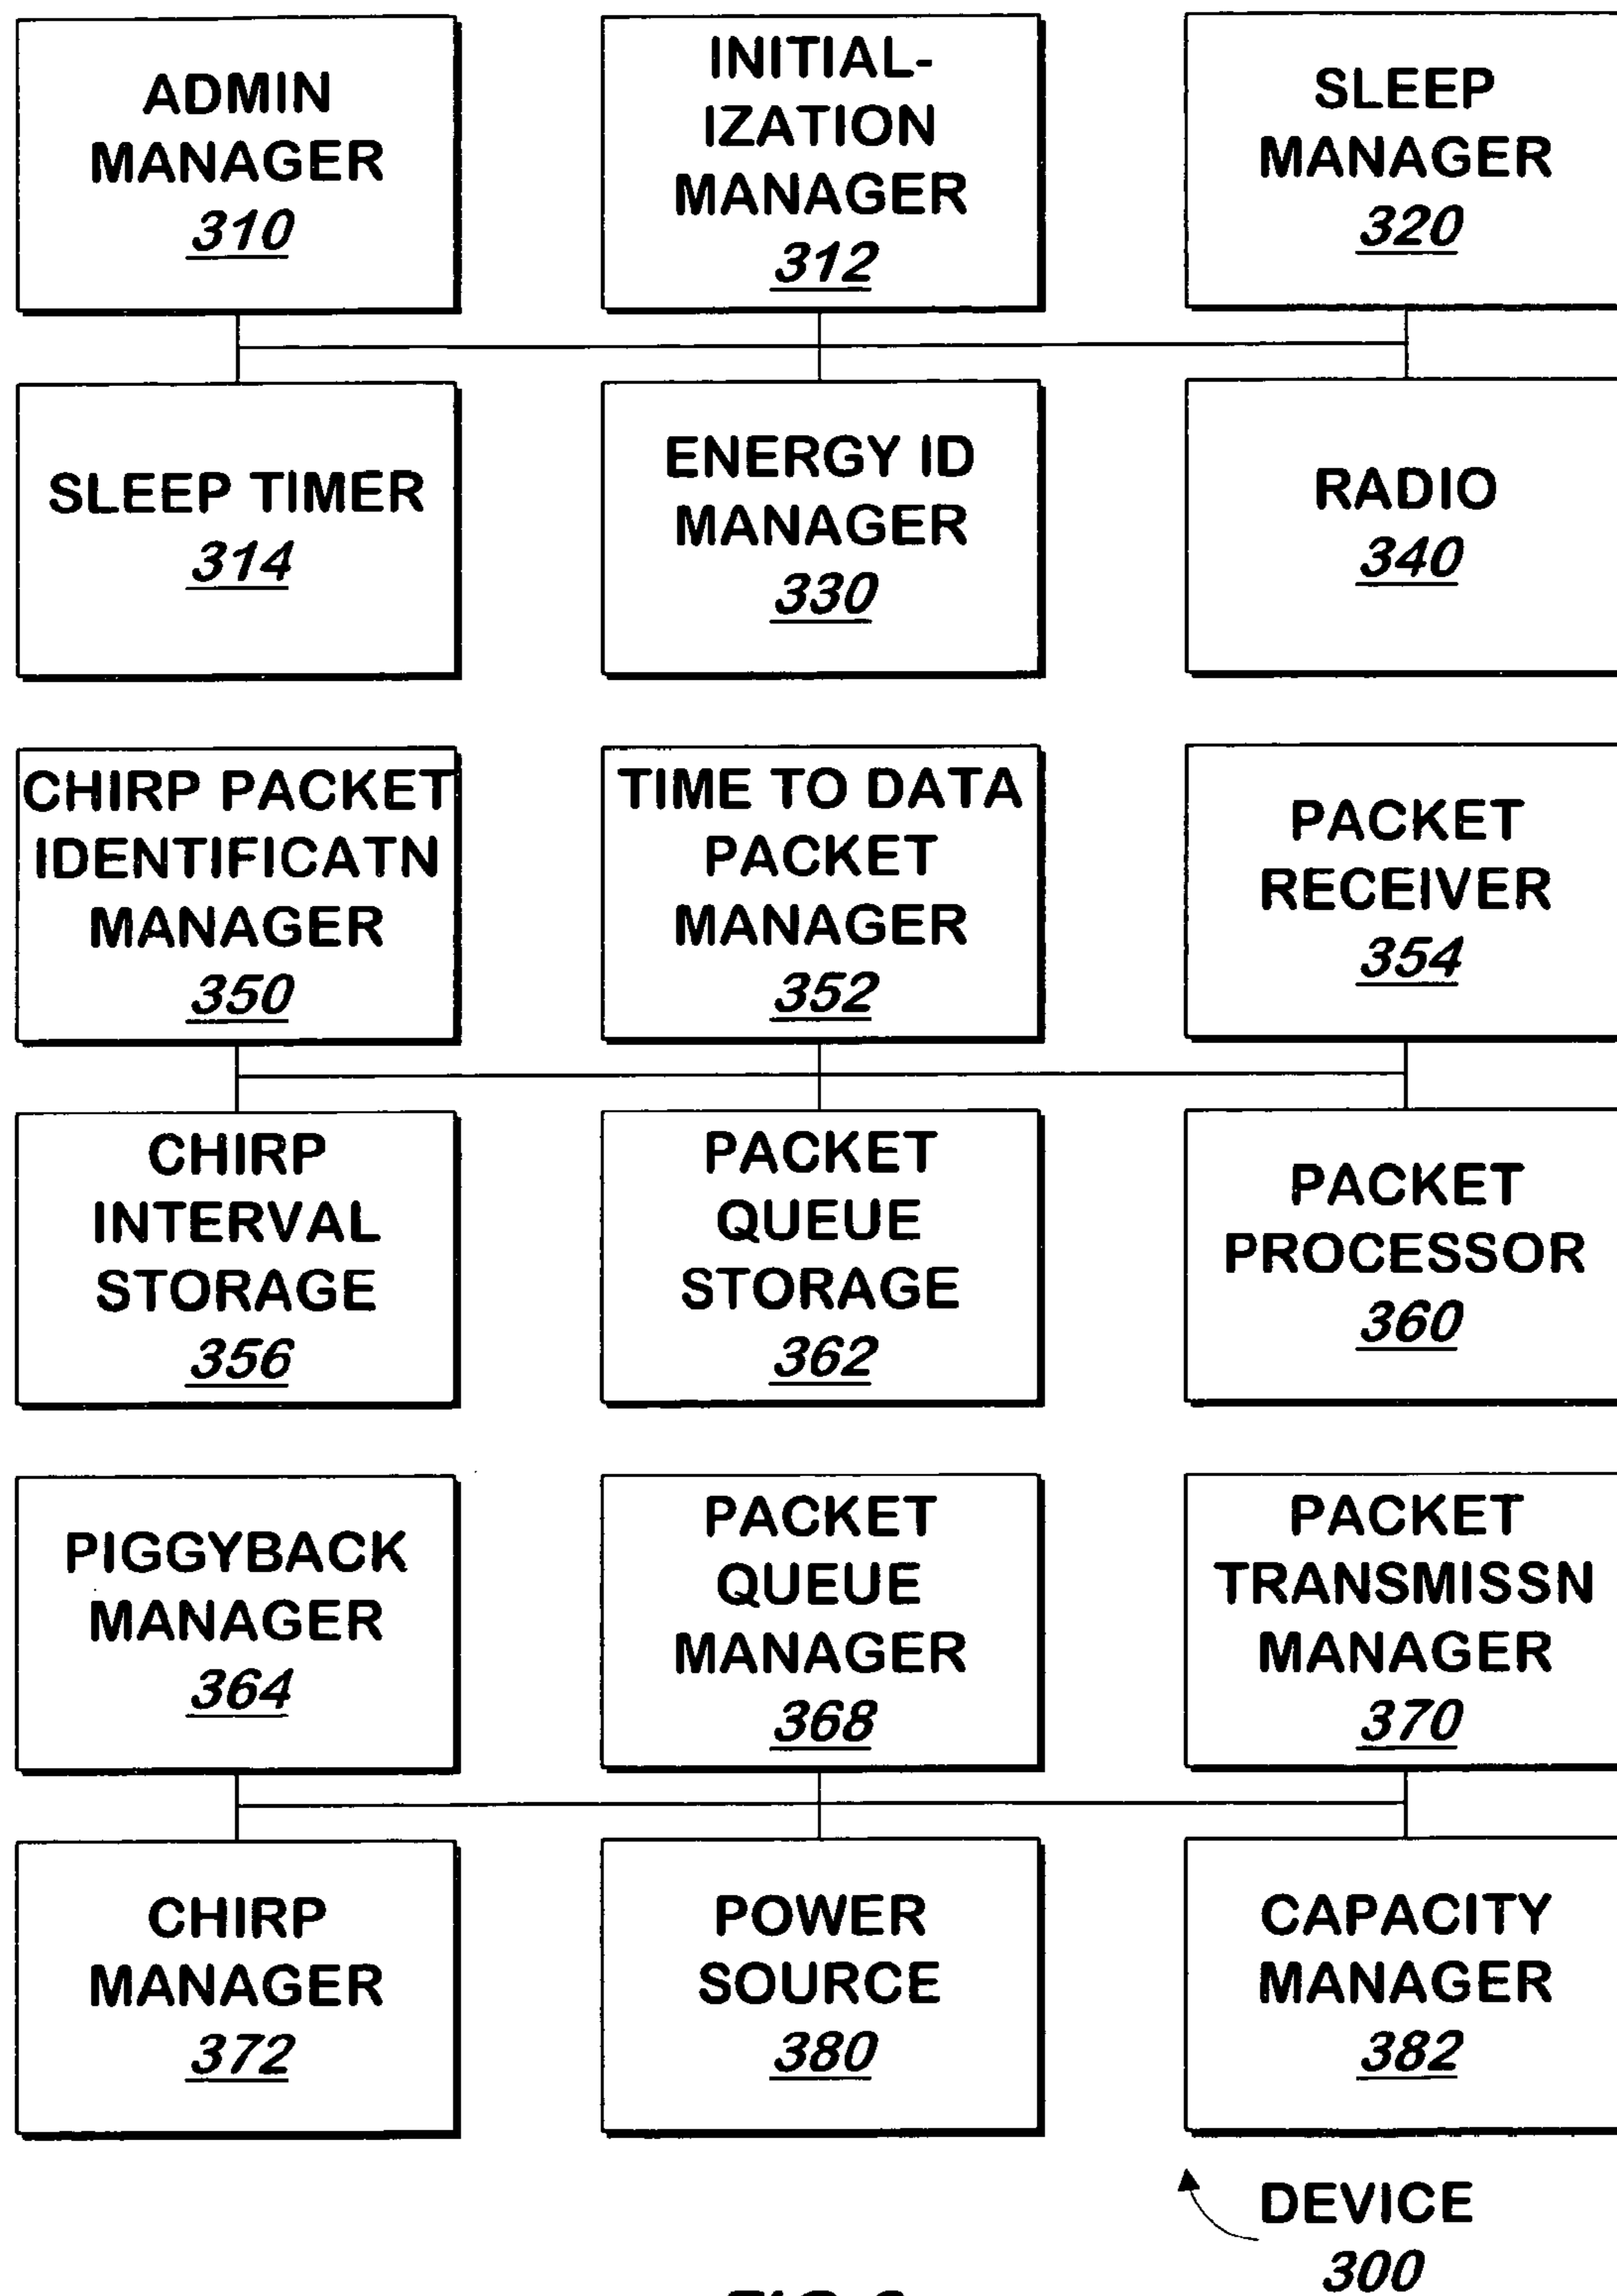 ADMIN
MANAGER
310
INITIAL-
IZATION
MANAGER
312
SLEEP
MANAGER
320
SLEEP TIMER
314
ENERGY ID
MANAGER
330
RADIO
340
CHIRP PACKET
IDENTIFICATN
MANAGER
350
TIME TO DATA
PACKET
MANAGER
352
PACKET
RECEIVER
354
CHIRP
INTERVAL
STORAGE
356
PACKET
QUEUE
STORAGE
362
PACKET
PROCESSOR
360
PIGGYBACK
MANAGER
364
PACKET
QUEUE
MANAGER
368
PACKET
TRANSMISSN
MANAGER
370
CHIRP
MANAGER
372
POWER
SOURCE
380
CAPACITY
MANAGER
382
DEVICE
300